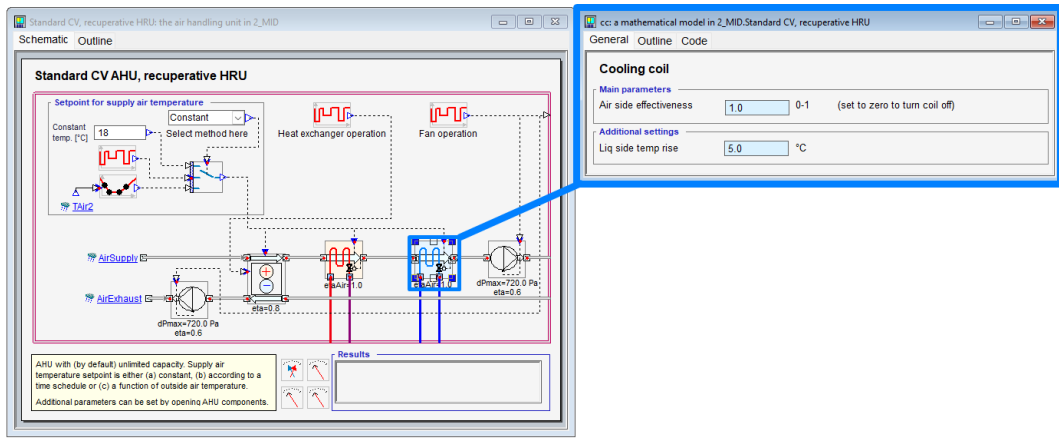 Standard CV, recuperative HRU: the air handling unit in 2_MID
Schematic Outline
Standard CV AHU, recuperative HRU
Setpoint for supply air temperature
Constant
Constant
temp. [°C]
18
Select method here
Heat exchanger operation
Fan operation
TAir2
AirSupply
AirExhaust
etaAir=1.0
etaAir=1.0
dPmax=720.0 Pa
eta=0.6
eta=0.8
dPmax=720.0 Pa
eta=0.6
AHU with (by default) unlimited capacity. Supply air
temperature setpoint is either (a) constant, (b) according to a
time schedule or (c) a function of outside air temperature.
Additional parameters can be set by opening AHU components.
Results
cc: a mathematical model in 2_MID.Standard CV, recuperative HRU
General Outline Code
Cooling coil
Main parameters
Air side effectiveness 1.0 0-1 (set to zero to turn coil off)
Additional settings
Liq side temp rise 5.0 °C